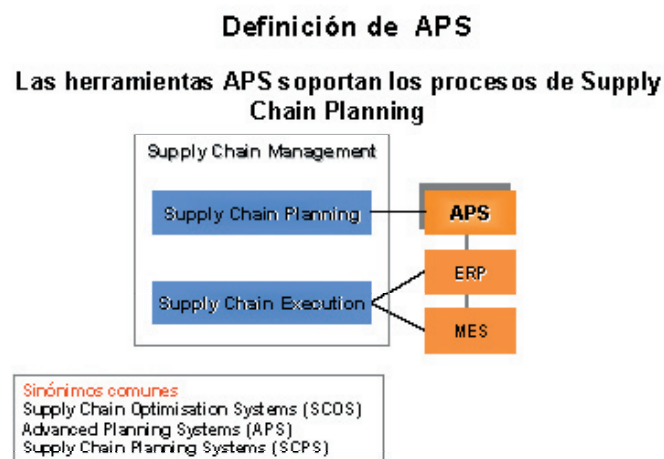 Definición de APS
Las herramientas APS soportan los procesos de Supply
Chain Planning
Supply Chain Management
Supply Chain Planning
APS
ERP
Supply Chain Execution
MES
Sinónimos comunes
Supply Chain Optimisation Systems (SCOS)
Advanced Planning Systems (APS)
Supply Chain Planning Systems (SCPS)